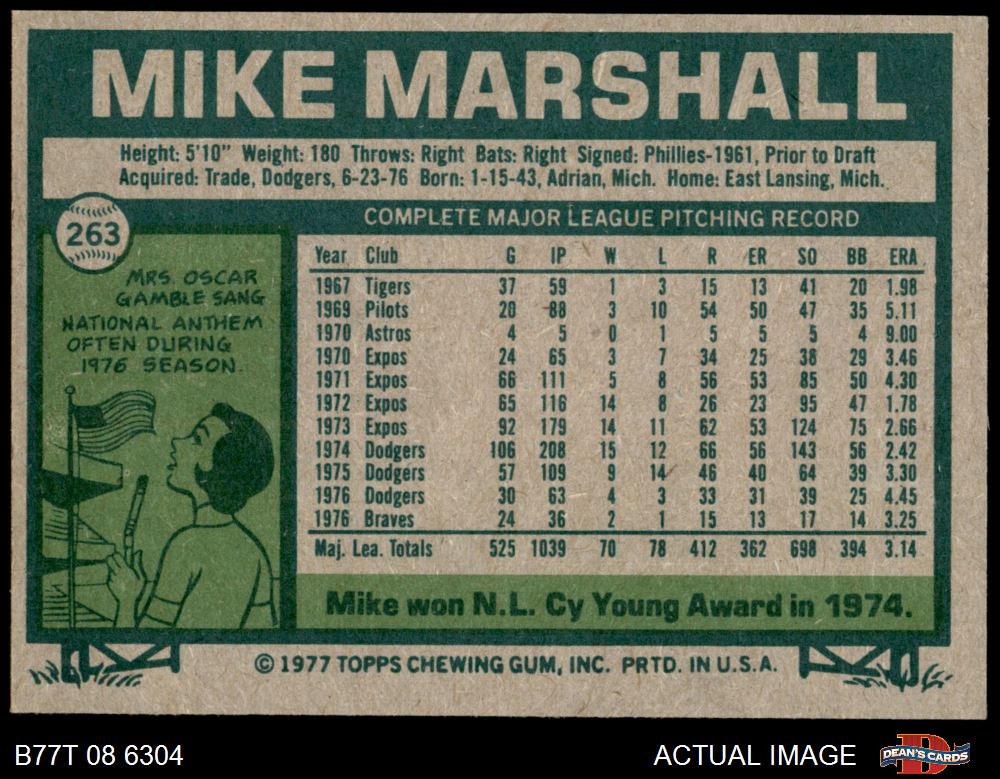 MIKE MARSHALL
Height: 5'10" Weight: 180 Throws: Right Bats: Right Signed: Phillies-1961, Prior to Draft
Acquired: Trade, Dodgers, 6-23-76 Born: 1-15-43, Adrian, Mich. Home: East Lansing, Mich.
263
MRS. OSCAR
GAMBLE SANG
NATIONAL ANTHEM
OFTEN DURING
1976 SEASON.
COMPLETE MAJOR LEAGUE PITCHING RECORD
Year Club G IP W L R ER SO BB ERA
1967 Tigers 37 59 1 3 15 13 41 20 1.98
1969 Pilots 20 88 3 10 54 50 47 35 5.11
1970 Astros 4 5 0 1 5 5 5 4 9.00
1970 Expos 24 65 3 7 34 25 38 29 3.46
1971 Expos 66 111 5 8 56 53 85 50 4.30
1972 Expos 65 116 14 8 26 23 95 47 1.78
1973 Expos 92 179 14 11 62 53 124 75 2.66
1974 Dodgers 106 208 15 12 66 56 143 56 2.42
1975 Dodgers 57 109 9 14 46 40 64 39 3.30
1976 Dodgers 30 63 4 3 33 31 39 25 4.45
1976 Braves 24 36 2 1 15 13 17 14 3.25
Maj. Lea. Totals 525 1039 70 78 412 362 698 394 3.14
Mike won N.L. Cy Young Award in 1974.
© 1977 TOPPS CHEWING GUM, INC. PRTD. IN U.S.A.
B77T 08 6304
ACTUAL IMAGE
DEAN'S CARDS